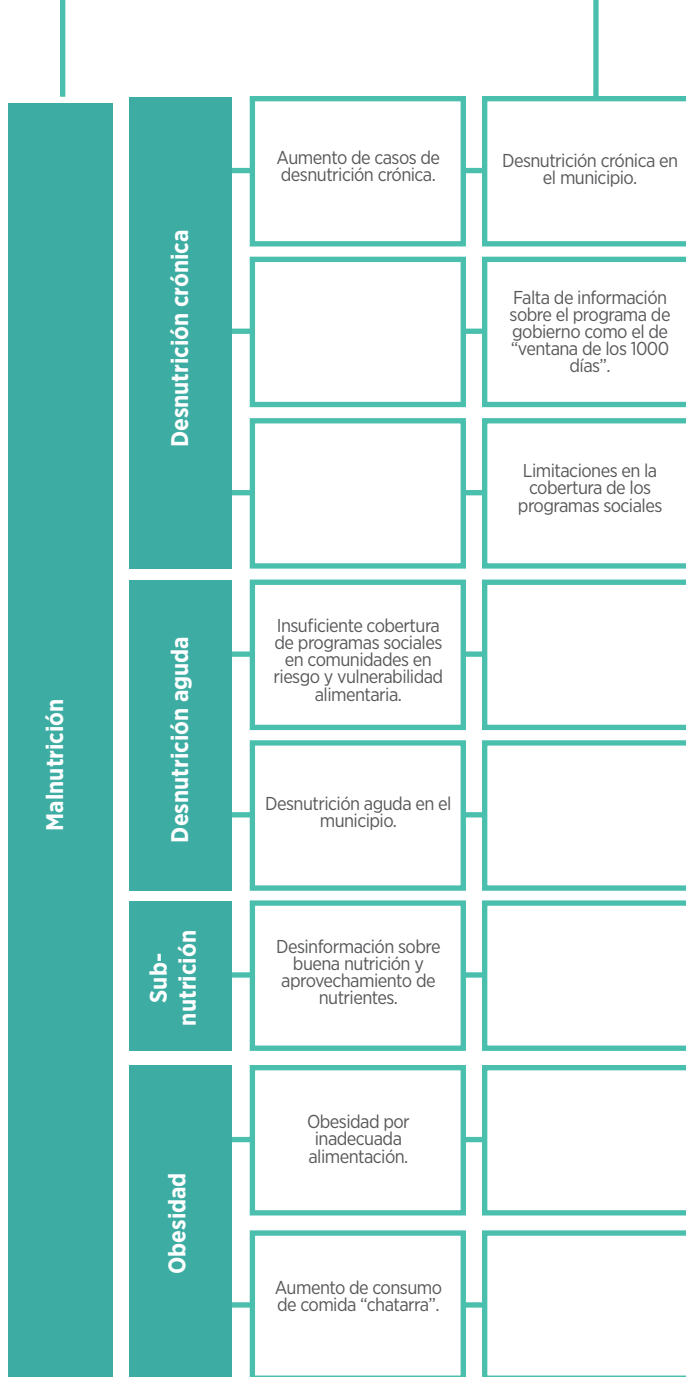 Malnutrición
Desnutrición crónica
Aumento de casos de
desnutrición crónica.
Desnutrición crónica en
el municipio.
Falta de información
sobre el programa de
gobierno como el de
“ventana de los 1000
días”.
Limitaciones en la
cobertura de los
programas sociales
Desnutrición aguda
Insuficiente cobertura
de programas sociales
en comunidades en
riesgo y vulnerabilidad
alimentaria.
Desnutrición aguda en el
municipio.
Sub-
nutrición
Desinformación sobre
buena nutrición y
aprovechamiento de
nutrientes.
Obesidad
Obesidad por
inadecuada
alimentación.
Aumento de consumo
de comida “chatarra”.